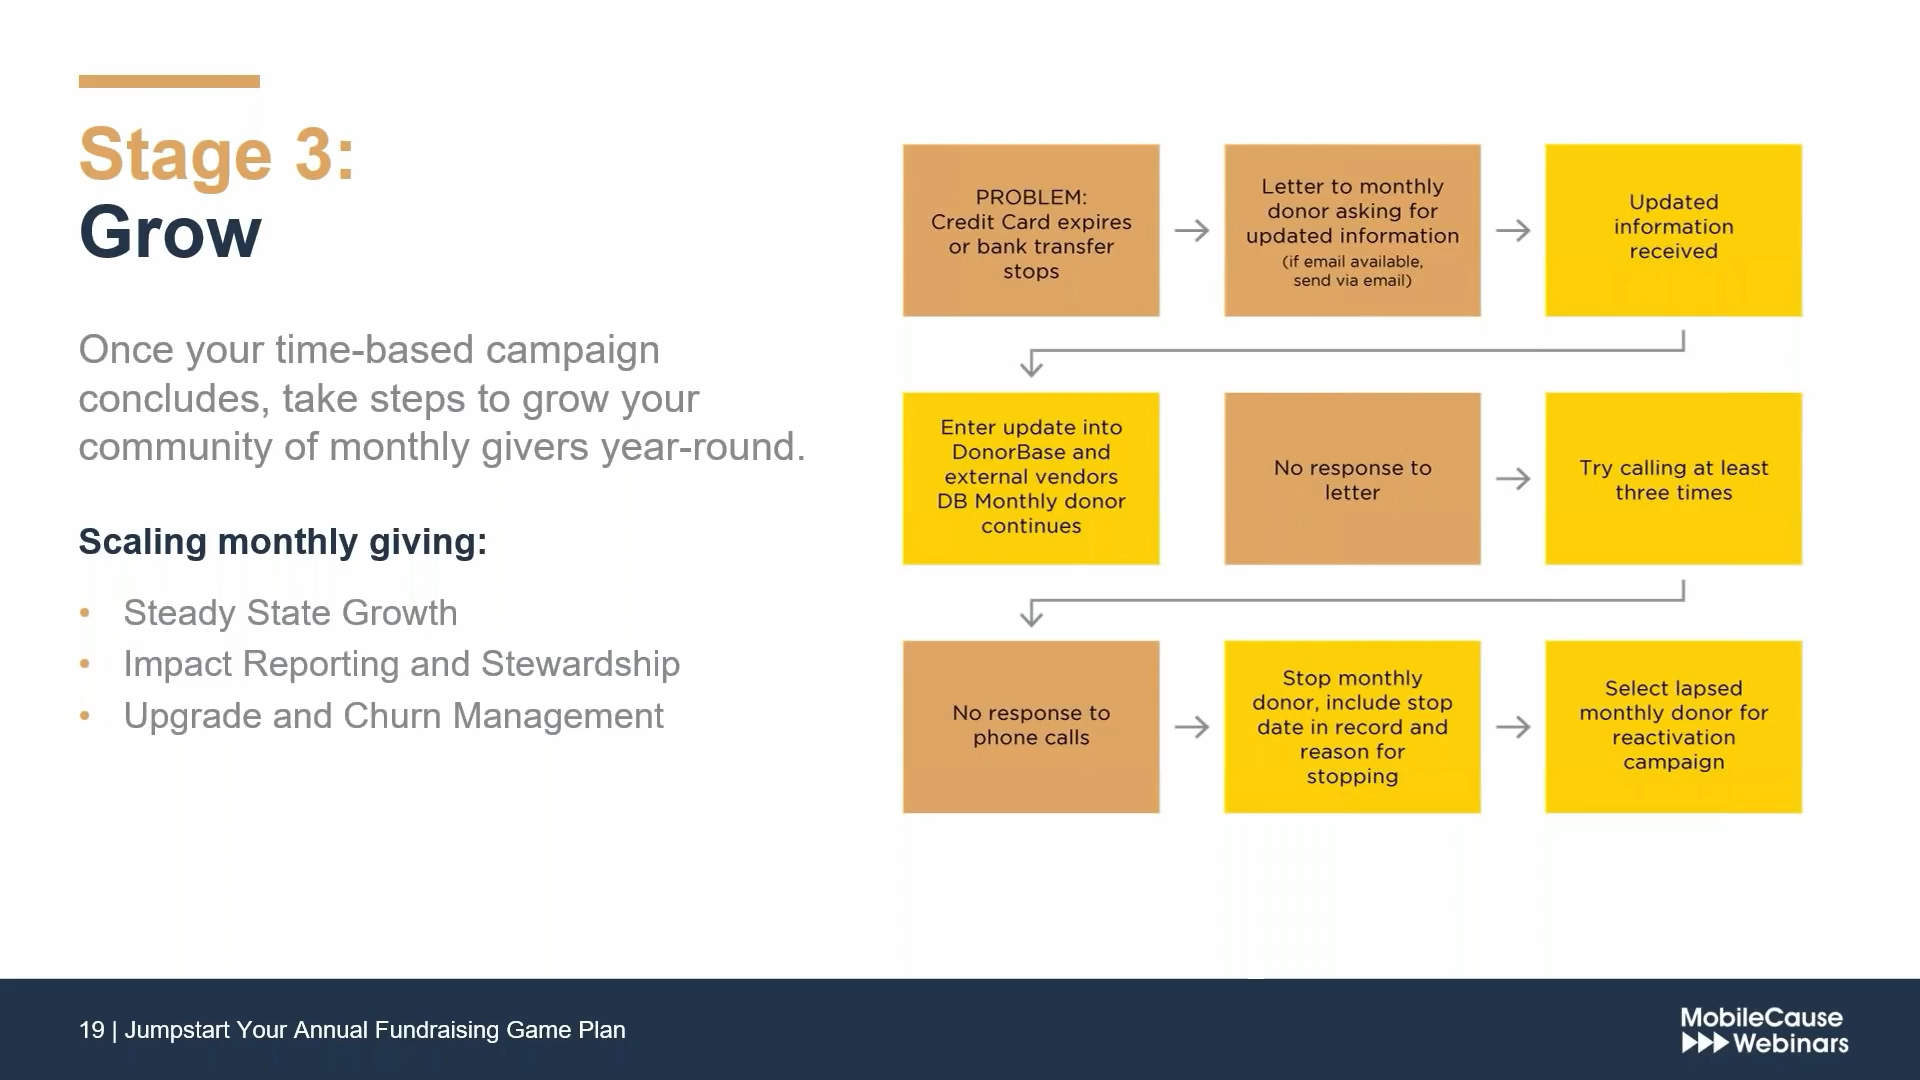 Stage 3:
Grow
Once your time-based campaign
concludes, take steps to grow your
community of monthly givers year-round.
Scaling monthly giving:
• Steady State Growth
• Impact Reporting and Stewardship
• Upgrade and Churn Management
PROBLEM:
Credit Card expires
or bank transfer
stops
Letter to monthly
donor asking for
updated information
(if email available,
send via email)
Updated
information
received
Enter update into
DonorBase and
external vendors
DB Monthly donor
continues
No response to
letter
Try calling at least
three times
No response to
phone calls
Stop monthly
donor, include stop
date in record and
reason for
stopping
Select lapsed
monthly donor for
reactivation
campaign
19 | Jumpstart Your Annual Fundraising Game Plan
MobileCause
Webinars